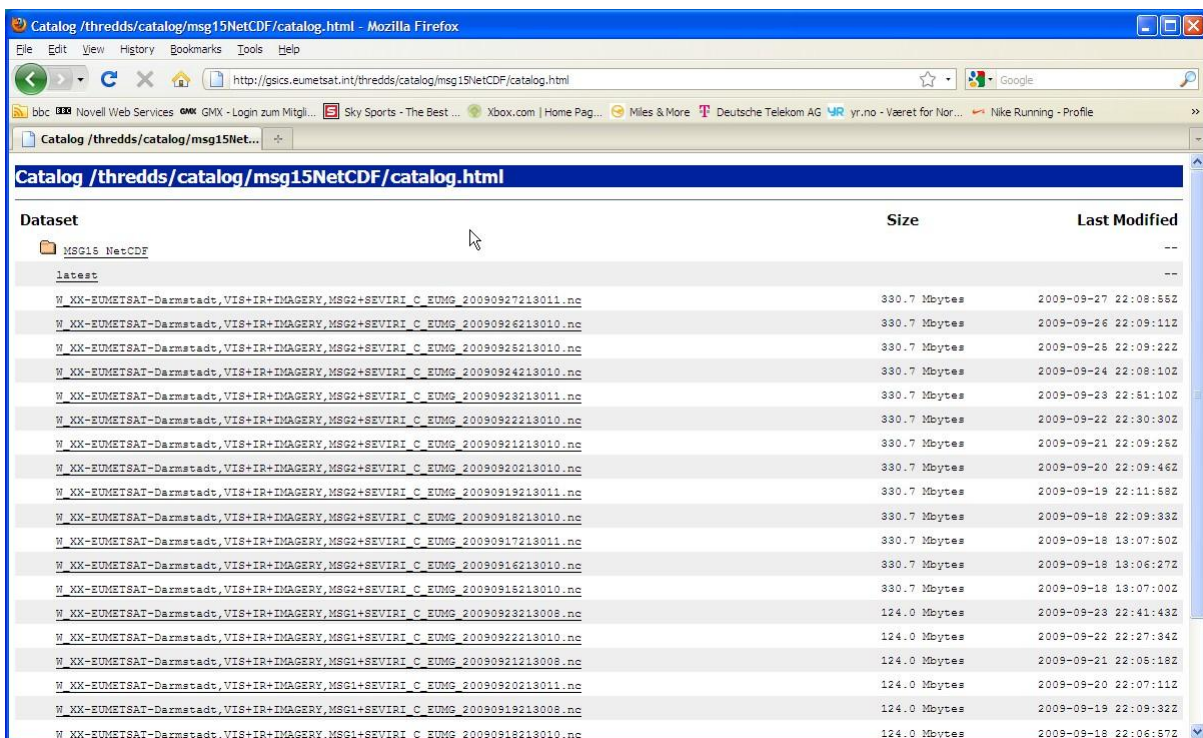 Catalog /thredds/catalog/msg15NetCDF/catalog.html - Mozilla Firefox
File Edit View History Bookmarks Tools Help
http://gsics.eumetsat.int/thredds/catalog/msg15NetCDF/catalog.html Google
bbc BBC Novell Web Services GMX GMX - Login zum Mitgli... Sky Sports - The Best ... Xbox.com | Home Pag... Miles & More T Deutsche Telekom AG YR yr.no - Været for Nor... Nike Running - Profile »
Catalog /thredds/catalog/msg15Net...
Catalog /thredds/catalog/msg15NetCDF/catalog.html
Dataset Size Last Modified
MSG15 NetCDF --
latest --
W_XX-EUMETSAT-Darmstadt,VIS+IR+IMAGERY,MSG2+SEVIRI_C_EUMG_20090927213011.nc 330.7 Mbytes 2009-09-27 22:08:55Z
W_XX-EUMETSAT-Darmstadt,VIS+IR+IMAGERY,MSG2+SEVIRI_C_EUMG_20090926213010.nc 330.7 Mbytes 2009-09-26 22:09:11Z
W_XX-EUMETSAT-Darmstadt,VIS+IR+IMAGERY,MSG2+SEVIRI_C_EUMG_20090925213010.nc 330.7 Mbytes 2009-09-25 22:09:22Z
W_XX-EUMETSAT-Darmstadt,VIS+IR+IMAGERY,MSG2+SEVIRI_C_EUMG_20090924213010.nc 330.7 Mbytes 2009-09-24 22:08:10Z
W_XX-EUMETSAT-Darmstadt,VIS+IR+IMAGERY,MSG2+SEVIRI_C_EUMG_20090923213011.nc 330.7 Mbytes 2009-09-23 22:51:10Z
W_XX-EUMETSAT-Darmstadt,VIS+IR+IMAGERY,MSG2+SEVIRI_C_EUMG_20090922213010.nc 330.7 Mbytes 2009-09-22 22:30:30Z
W_XX-EUMETSAT-Darmstadt,VIS+IR+IMAGERY,MSG2+SEVIRI_C_EUMG_20090921213010.nc 330.7 Mbytes 2009-09-21 22:09:25Z
W_XX-EUMETSAT-Darmstadt,VIS+IR+IMAGERY,MSG2+SEVIRI_C_EUMG_20090920213010.nc 330.7 Mbytes 2009-09-20 22:09:46Z
W_XX-EUMETSAT-Darmstadt,VIS+IR+IMAGERY,MSG2+SEVIRI_C_EUMG_20090919213011.nc 330.7 Mbytes 2009-09-19 22:11:58Z
W_XX-EUMETSAT-Darmstadt,VIS+IR+IMAGERY,MSG2+SEVIRI_C_EUMG_20090918213010.nc 330.7 Mbytes 2009-09-18 22:09:33Z
W_XX-EUMETSAT-Darmstadt,VIS+IR+IMAGERY,MSG2+SEVIRI_C_EUMG_20090917213011.nc 330.7 Mbytes 2009-09-18 13:07:50Z
W_XX-EUMETSAT-Darmstadt,VIS+IR+IMAGERY,MSG2+SEVIRI_C_EUMG_20090916213010.nc 330.7 Mbytes 2009-09-18 13:06:27Z
W_XX-EUMETSAT-Darmstadt,VIS+IR+IMAGERY,MSG2+SEVIRI_C_EUMG_20090915213010.nc 330.7 Mbytes 2009-09-18 13:07:00Z
W_XX-EUMETSAT-Darmstadt,VIS+IR+IMAGERY,MSG1+SEVIRI_C_EUMG_20090923213008.nc 124.0 Mbytes 2009-09-23 22:41:43Z
W_XX-EUMETSAT-Darmstadt,VIS+IR+IMAGERY,MSG1+SEVIRI_C_EUMG_20090922213010.nc 124.0 Mbytes 2009-09-22 22:27:34Z
W_XX-EUMETSAT-Darmstadt,VIS+IR+IMAGERY,MSG1+SEVIRI_C_EUMG_20090921213008.nc 124.0 Mbytes 2009-09-21 22:05:18Z
W_XX-EUMETSAT-Darmstadt,VIS+IR+IMAGERY,MSG1+SEVIRI_C_EUMG_20090920213011.nc 124.0 Mbytes 2009-09-20 22:07:11Z
W_XX-EUMETSAT-Darmstadt,VIS+IR+IMAGERY,MSG1+SEVIRI_C_EUMG_20090919213008.nc 124.0 Mbytes 2009-09-19 22:09:32Z
W_XX-EUMETSAT-Darmstadt,VIS+IR+IMAGERY,MSG1+SEVIRI_C_EUMG_20090918213010.nc 124.0 Mbytes 2009-09-18 22:06:57Z